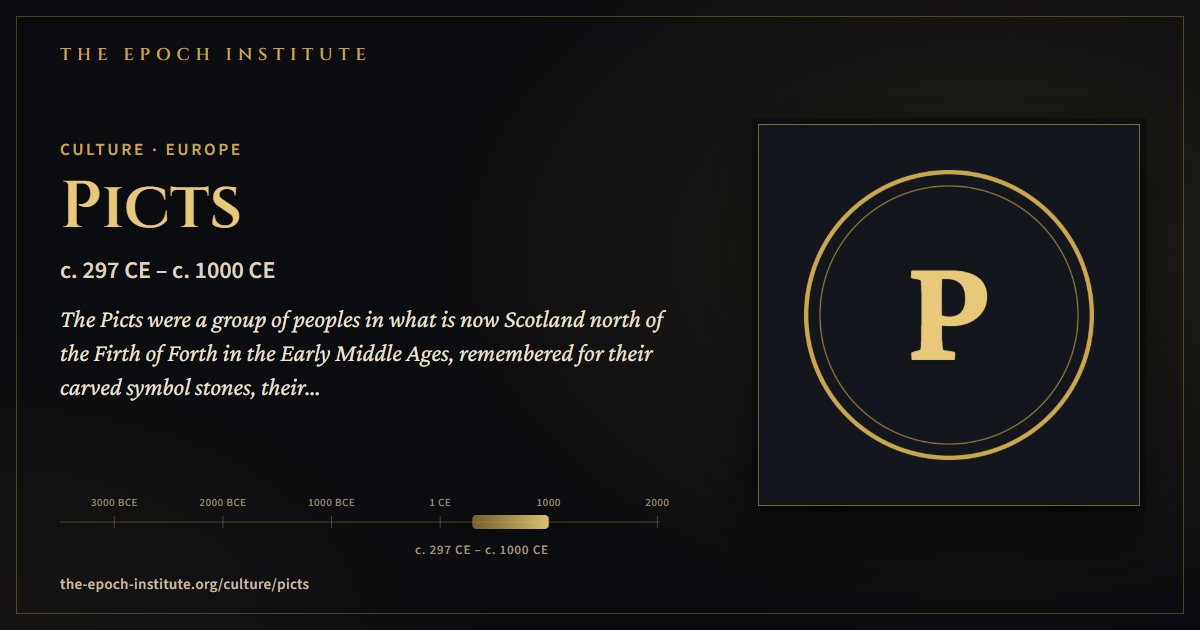 THE EPOCH INSTITUTE
CULTURE · EUROPE
PICTS
c. 297 CE – c. 1000 CE
The Picts were a group of peoples in what is now Scotland north of
the Firth of Forth in the Early Middle Ages, remembered for their
carved symbol stones, their...
P
3000 BCE 2000 BCE 1000 BCE 1 CE 1000 2000
c. 297 CE – c. 1000 CE
the-epoch-institute.org/culture/picts